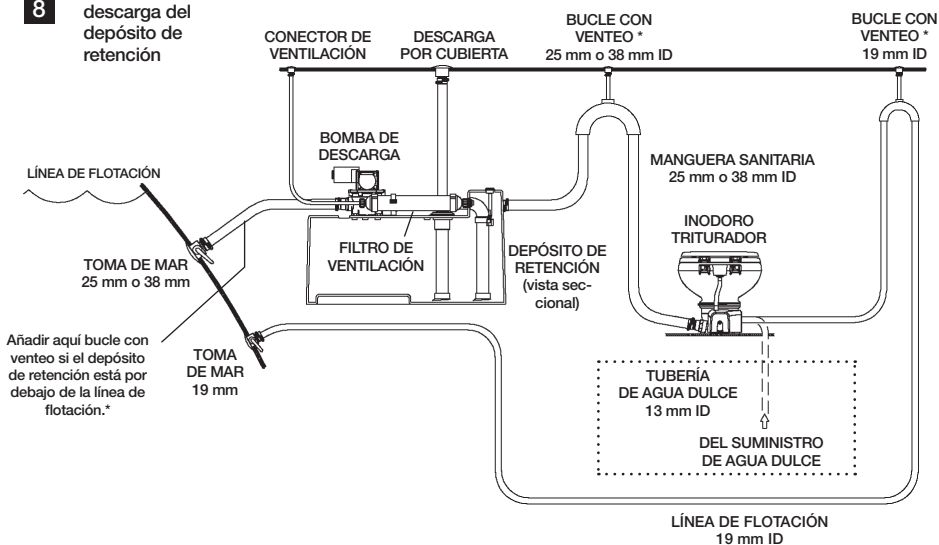 8
descarga del
depósito de
retención
CONECTOR DE
VENTILACIÓN
DESCARGA
POR CUBIERTA
BUCLE CON
VENTEO *
25 mm o 38 mm ID
BUCLE CON
VENTEO *
19 mm ID
BOMBA DE
DESCARGA
LÍNEA DE FLOTACIÓN
MANGUERA SANITARIA
25 mm o 38 mm ID
INODORO
TRITURADOR
FILTRO DE
VENTILACIÓN
DEPÓSITO DE
RETENCIÓN
(vista sec-
cional)
TOMA DE MAR
25 mm o 38 mm
Añadir aquí bucle con
venteo si el depósito
de retención está por
debajo de la línea de
flotación.*
TOMA
DE MAR
19 mm
TUBERÍA
DE AGUA DULCE
13 mm ID
DEL SUMINISTRO
DE AGUA DULCE
LÍNEA DE FLOTACIÓN
19 mm ID